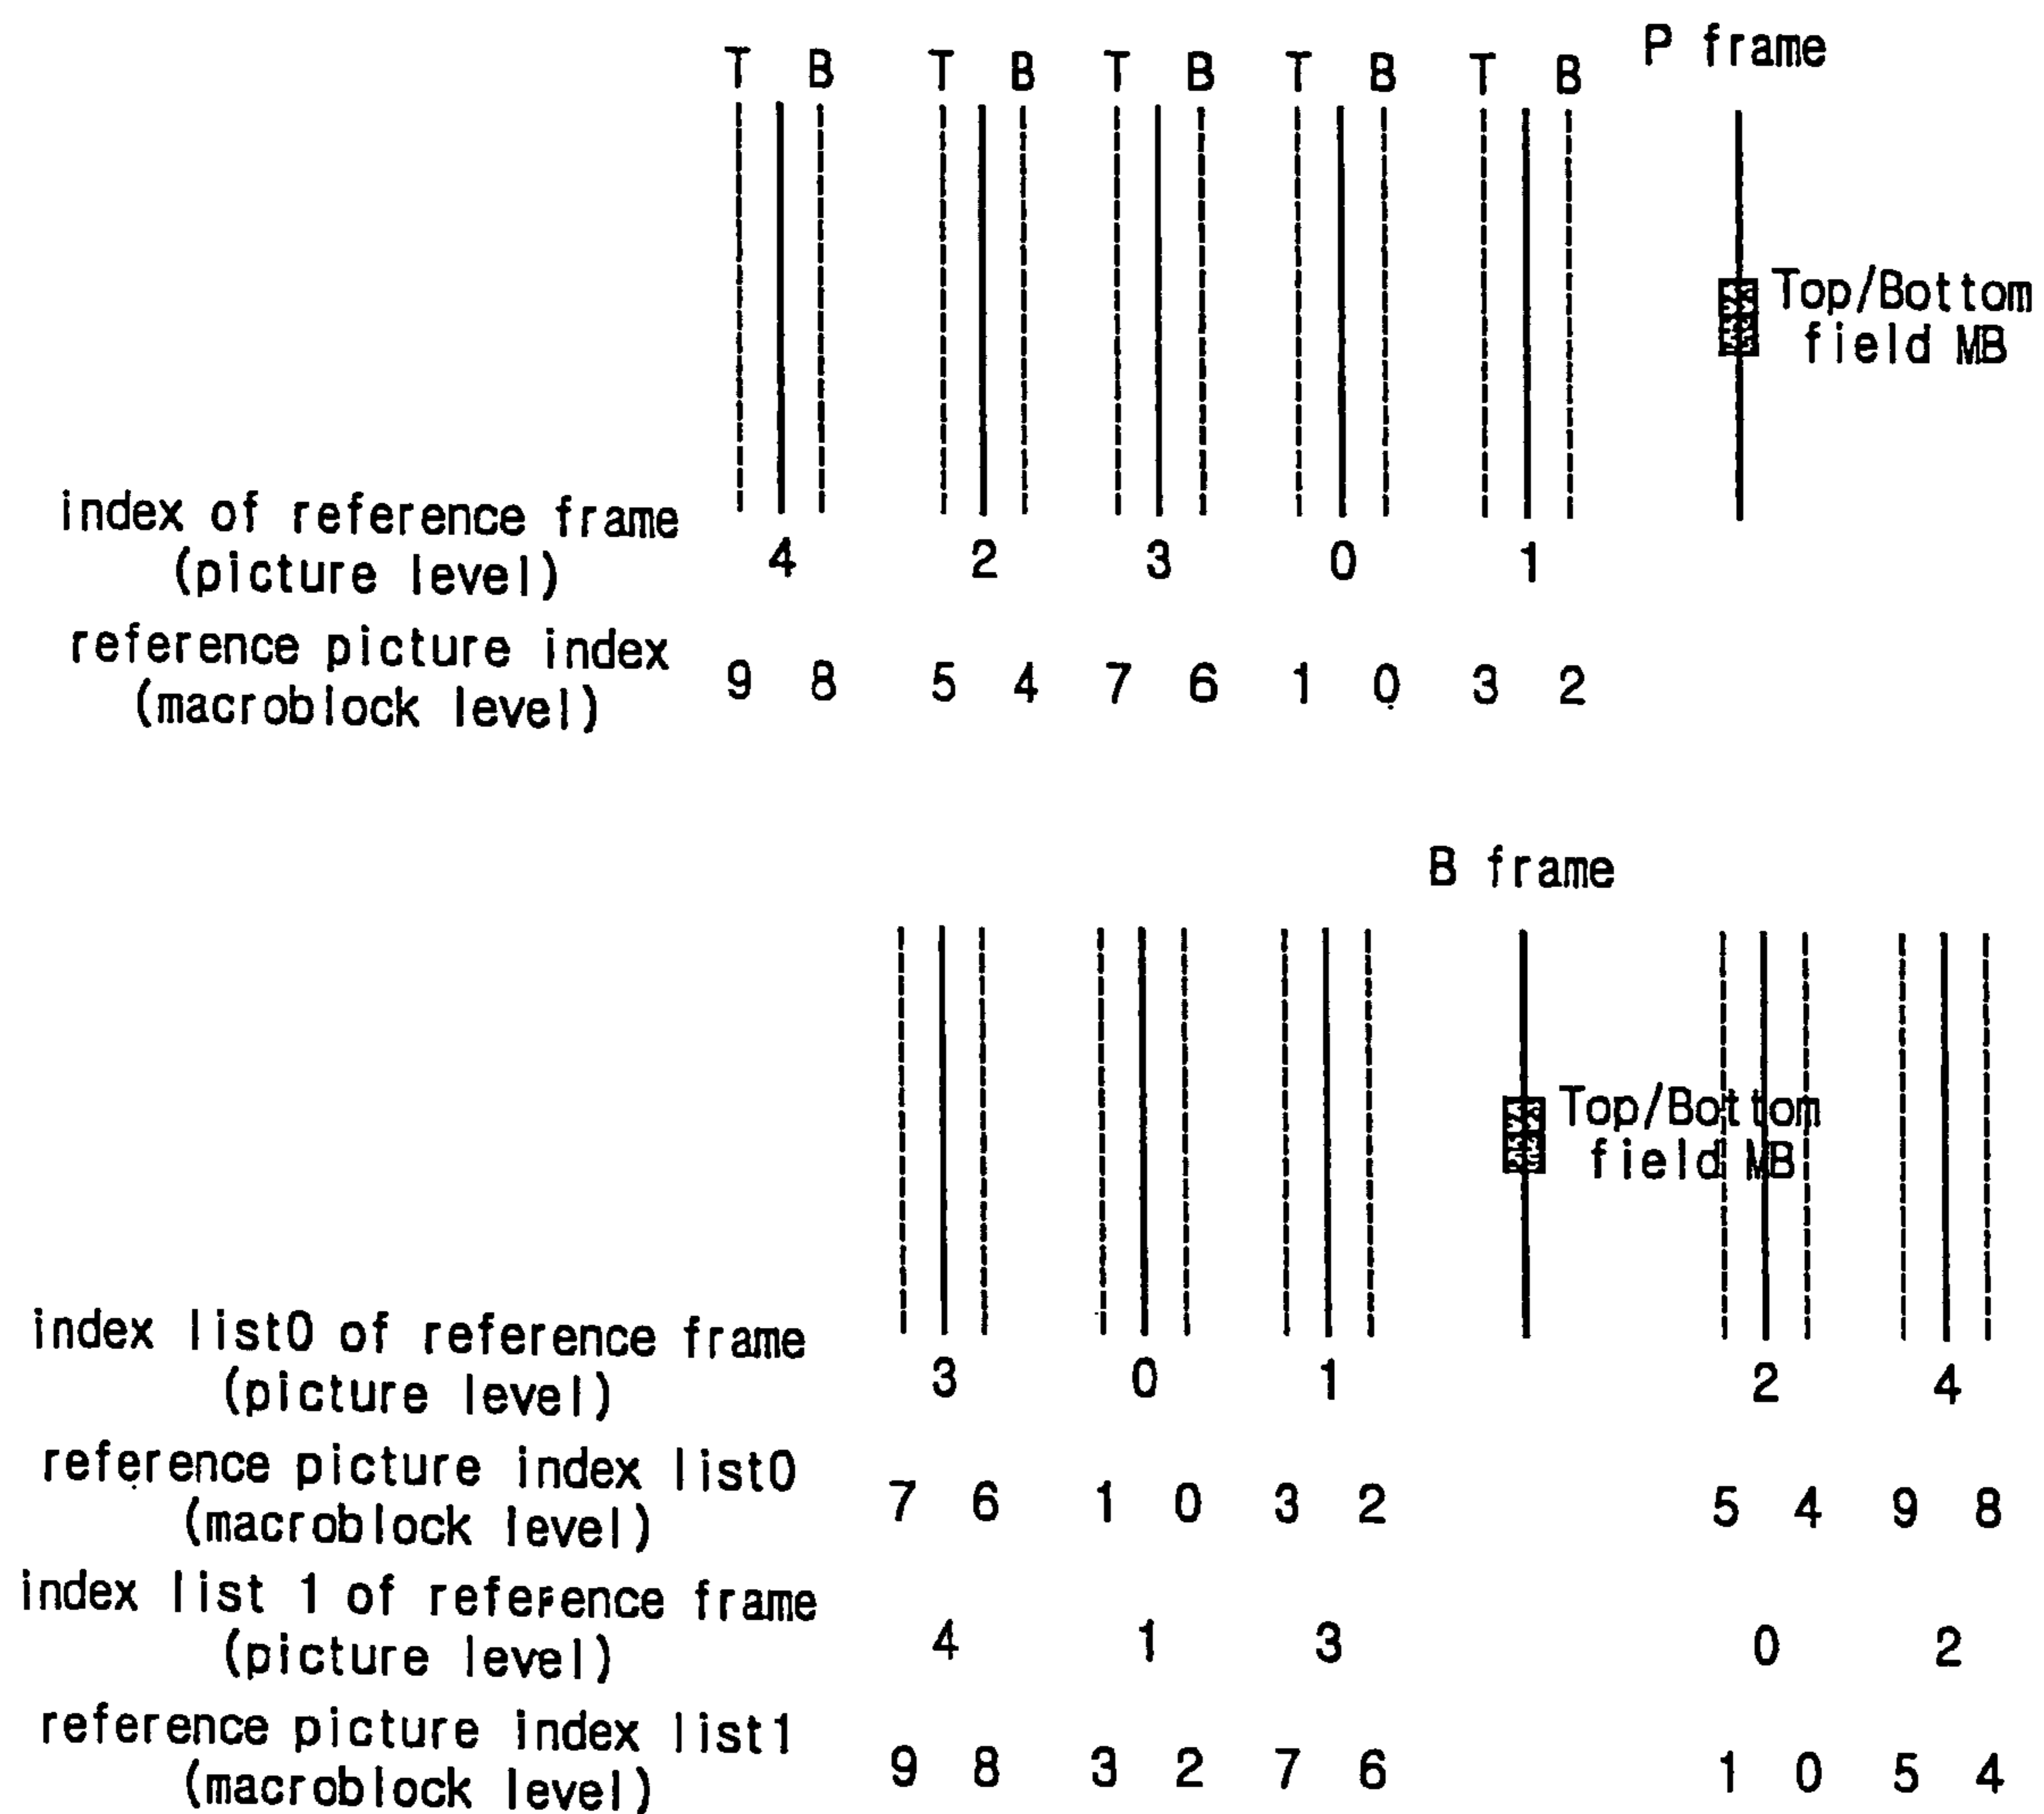 T B T B T B T B T B P frame
Top/Bottom
field MB
index of reference frame
(picture level) 4 2 3 0 1
reference picture index
(macroblock level) 9 8 5 4 7 6 1 0 3 2
B frame
Top/Bottom
field MB
index list0 of reference frame
(picture level) 3 0 1 2 4
reference picture index list0
(macroblock level) 7 6 1 0 3 2 5 4 9 8
index list 1 of reference frame
(picture level) 4 1 3 0 2
reference picture index list1
(macroblock level) 9 8 3 2 7 6 1 0 5 4